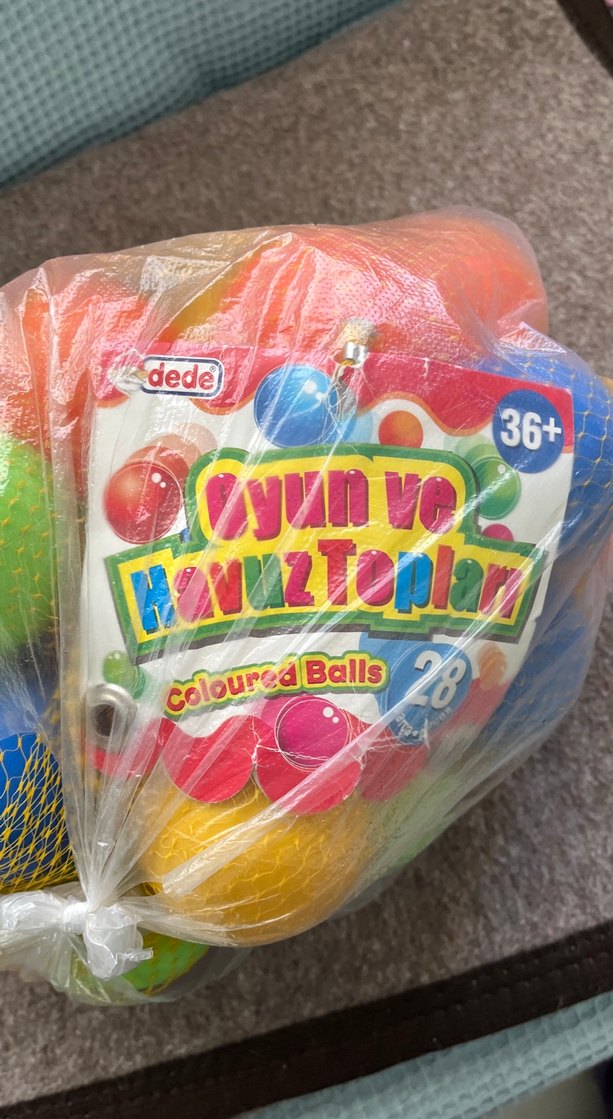 dede
36+
Oyun ve
Havuz Topları
Coloured Balls
28